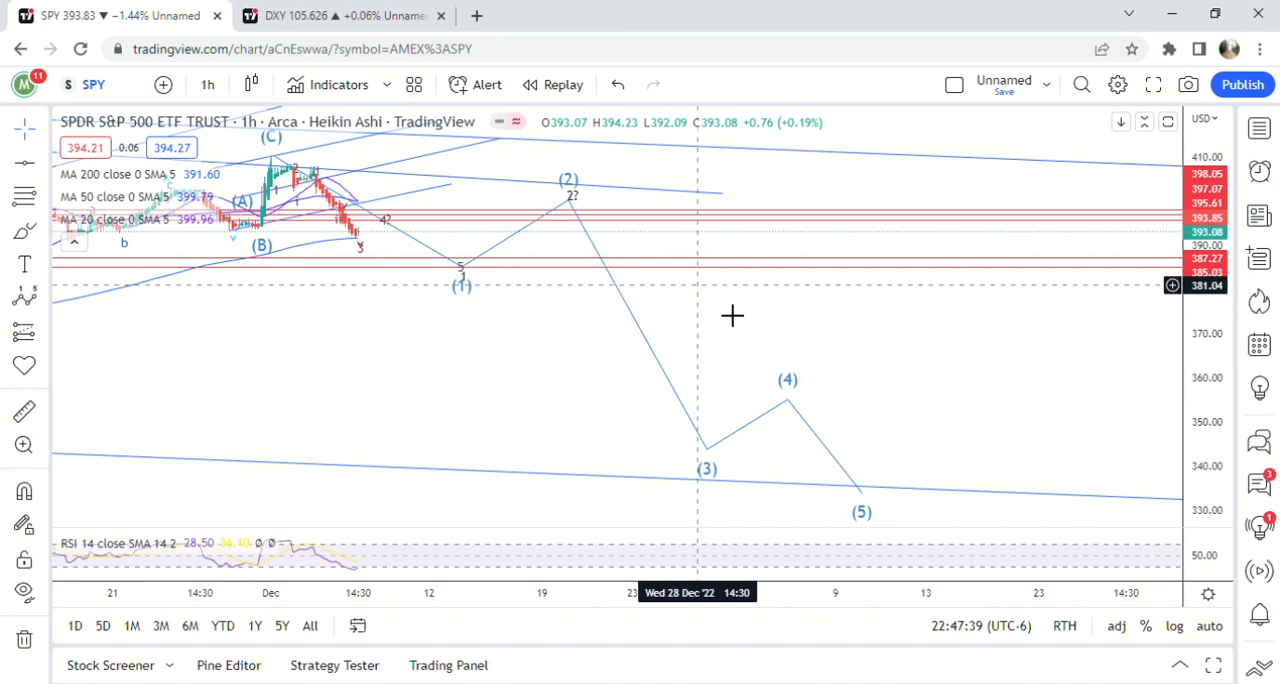 SPY 393.83 ▼ −1.44% Unnamed
DXY 105.626 ▲ +0.06% Unname
tradingview.com/chart/aCnEswwa/?symbol=AMEX%3ASPY
M 11 S SPY 1h Indicators Alert Replay Unnamed Save Publish
SPDR S&P 500 ETF TRUST · 1h · Arca · Heikin Ashi · TradingView O393.07 H394.23 L392.09 C393.08 +0.76 (+0.19%)
USD
394.21 0.06 394.27
MA 200 close 0 SMA 5 391.60
MA 50 close 0 SMA 5 399.79
MA 20 close 0 SMA 5 399.96
(C)
(A)
(B)
b
v
4?
3
5
1
(1)
(2)
2?
(3)
(4)
(5)
410.00
398.05
397.07
395.61
393.85
393.08
390.00
387.27
385.03
381.04
370.00
360.00
350.00
340.00
330.00
RSI 14 close SMA 14 2 28.50 36.10 Ø Ø
50.00
21 14:30 Dec 14:30 12 19 23 Wed 28 Dec '22 14:30 9 13 23 14:30
1D 5D 1M 3M 6M YTD 1Y 5Y All 22:47:39 (UTC-6) RTH adj % log auto
Stock Screener Pine Editor Strategy Tester Trading Panel
3
1